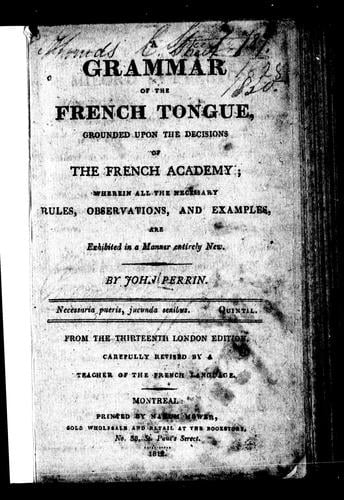 Thomas C.
1828.
GRAMMAR
OF THE
FRENCH TONGUE,
GROUNDED UPON THE DECISIONS
OF
THE FRENCH ACADEMY;
WHEREIN ALL THE NECESSARY
RULES, OBSERVATIONS, AND EXAMPLES,
ARE
Exhibited in a Manner entirely New.
BY JOHN PERRIN.
Necessaria pueris, jucunda senibus. QUINTIL.
FROM THE THIRTEENTH LONDON EDITION,
CAREFULLY REVISED BY A
TEACHER OF THE FRENCH LANGUAGE.
MONTREAL:
PRINTED BY NAHUM MOWER,
SOLD WHOLESALE AND RETAIL AT THE BOOKSTORE,
No. St. Paul's Street.
1812.